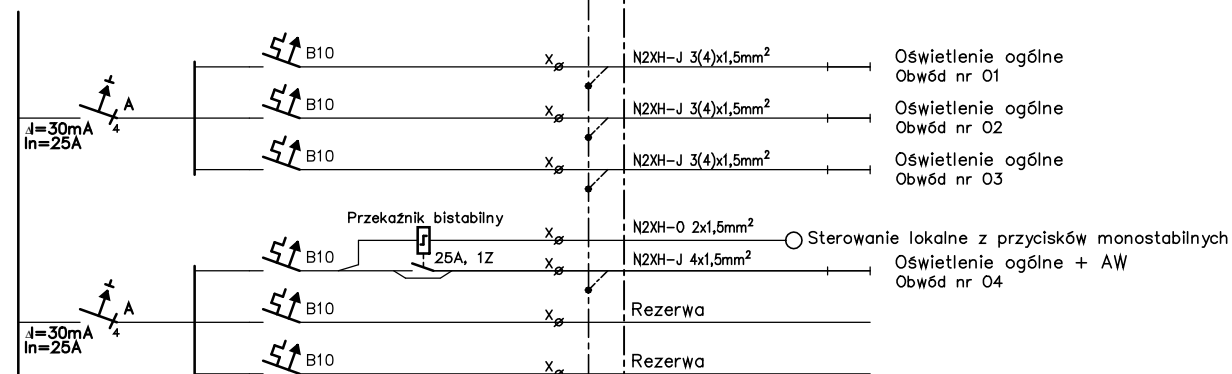 B10
X
N2XH-J 3(4)x1,5mm²
Oświetlenie ogólne
Obwód nr 01
A
4
ΔI=30mA
In=25A
B10
X
N2XH-J 3(4)x1,5mm²
Oświetlenie ogólne
Obwód nr 02
B10
X
N2XH-J 3(4)x1,5mm²
Oświetlenie ogólne
Obwód nr 03
Przekaźnik bistabilny
X
N2XH-O 2x1,5mm²
Sterowanie lokalne z przycisków monostabilnych
B10
25A, 1Z
X
N2XH-J 4x1,5mm²
Oświetlenie ogólne + AW
Obwód nr 04
A
4
ΔI=30mA
In=25A
B10
X
Rezerwa
B10
X
Rezerwa